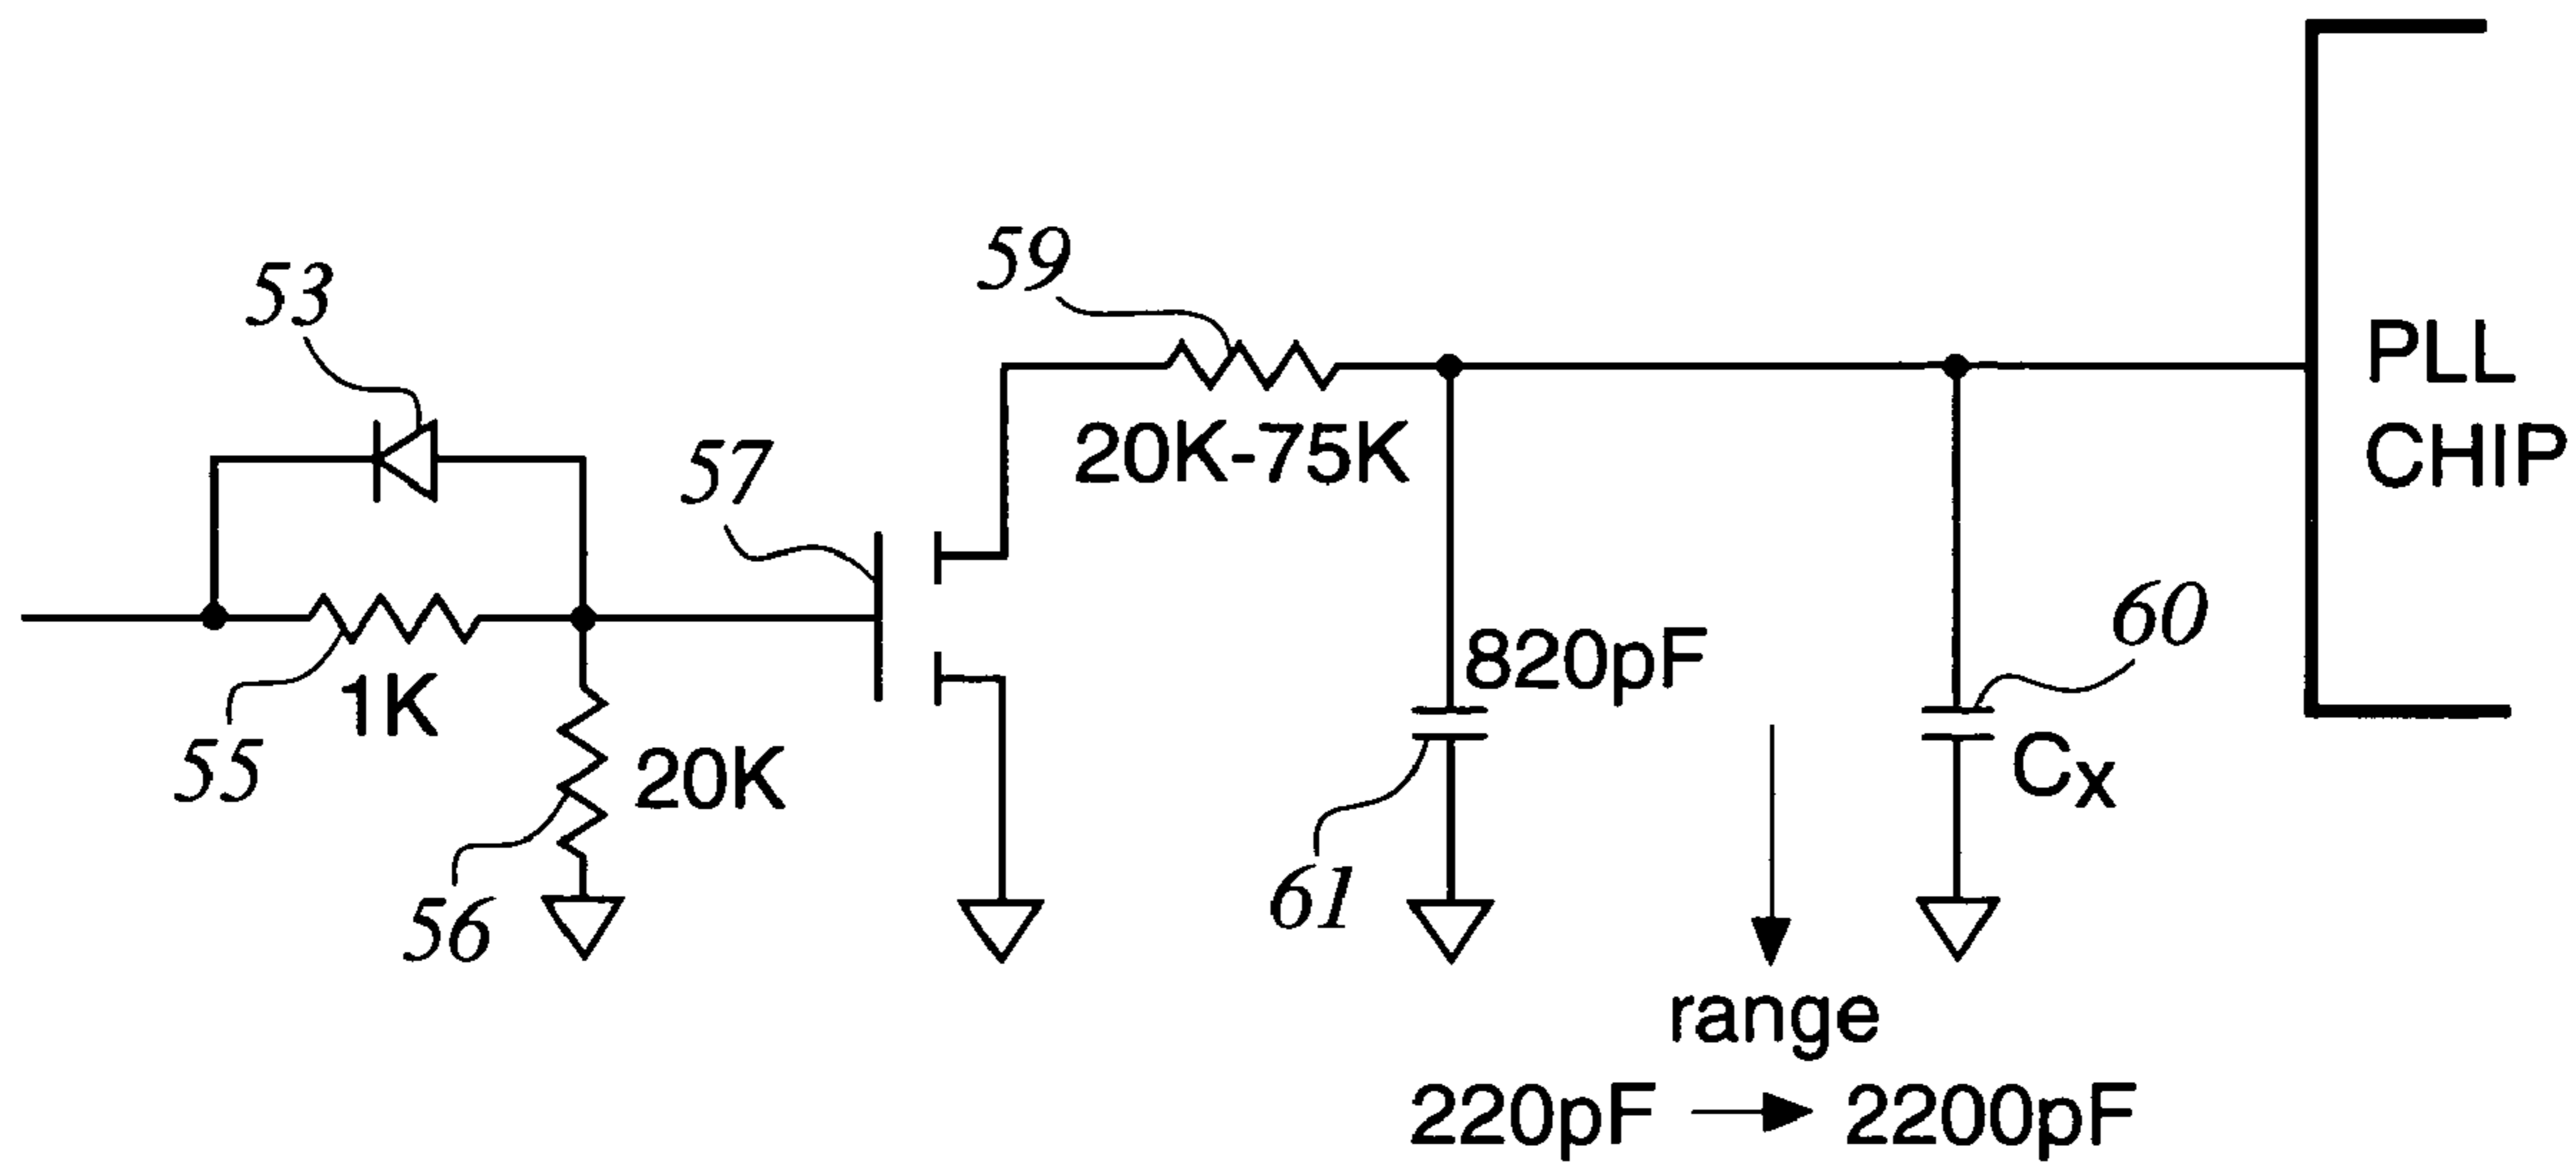 59
53
PLL
CHIP
20K-75K
57
60
820pF
1K
55
20K
Cx
61
56
range
220pF → 2200pF